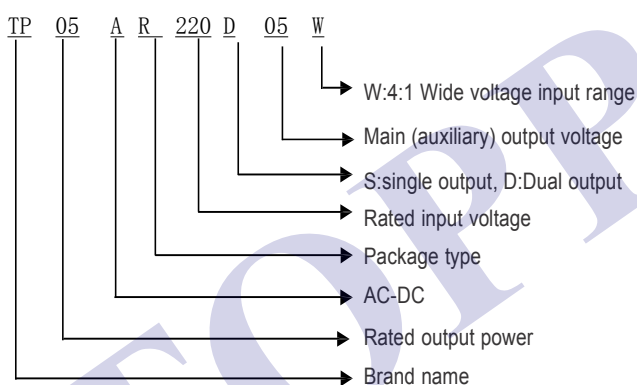 TP 05 A R 220 D 05 W
W:4:1 Wide voltage input range
Main (auxiliary) output voltage
S:single output, D:Dual output
Rated input voltage
Package type
AC-DC
Rated output power
Brand name